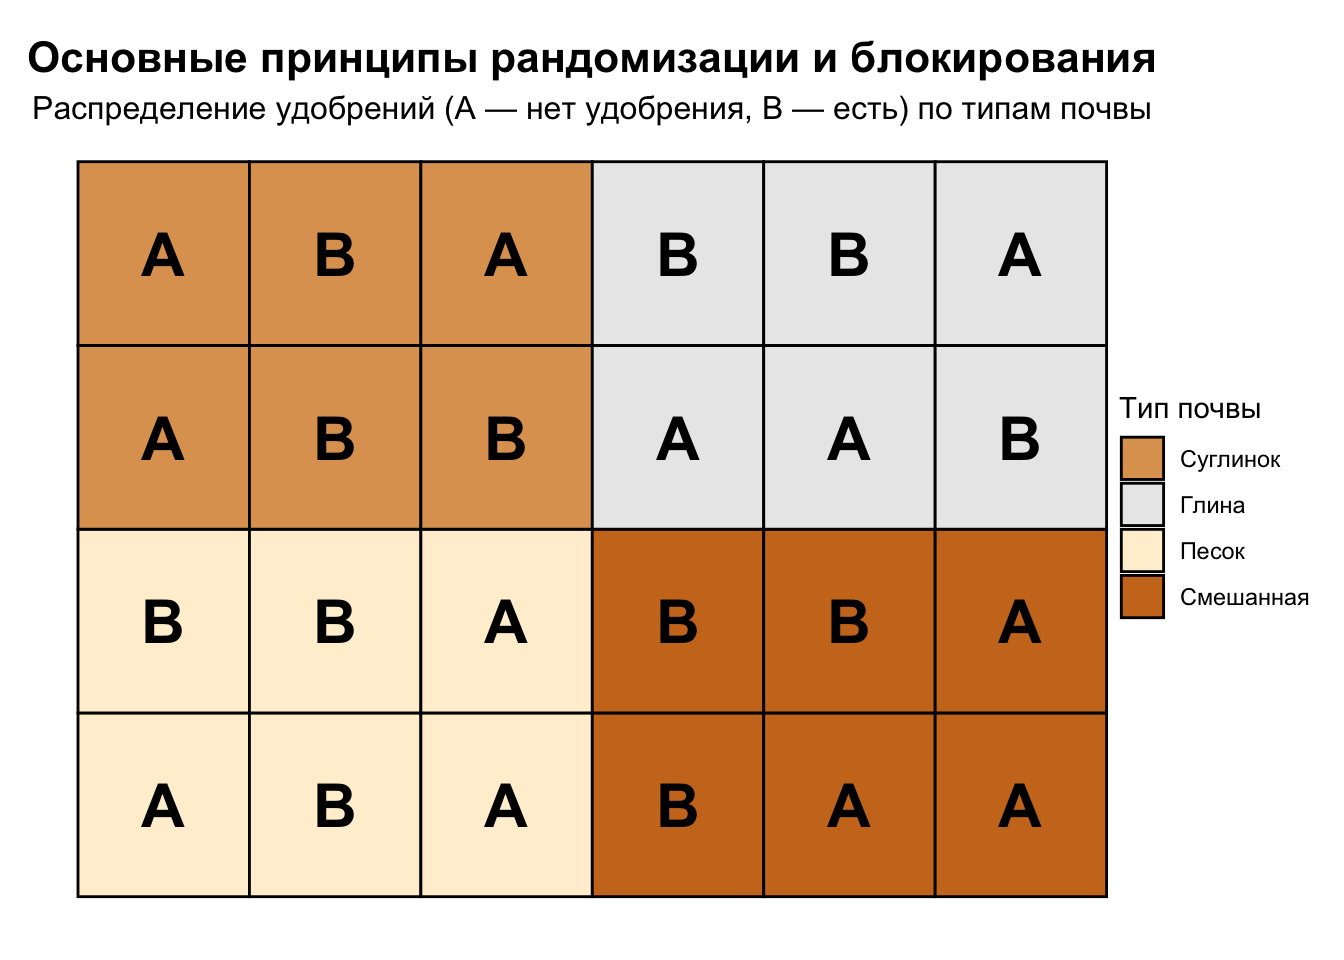 Основные принципы рандомизации и блокирования
Распределение удобрений (A — нет удобрения, B — есть) по типам почвы
A B A B B A
A B B A A B
B B A B B A
A B A B A A
Тип почвы
Суглинок
Глина
Песок
Смешанная